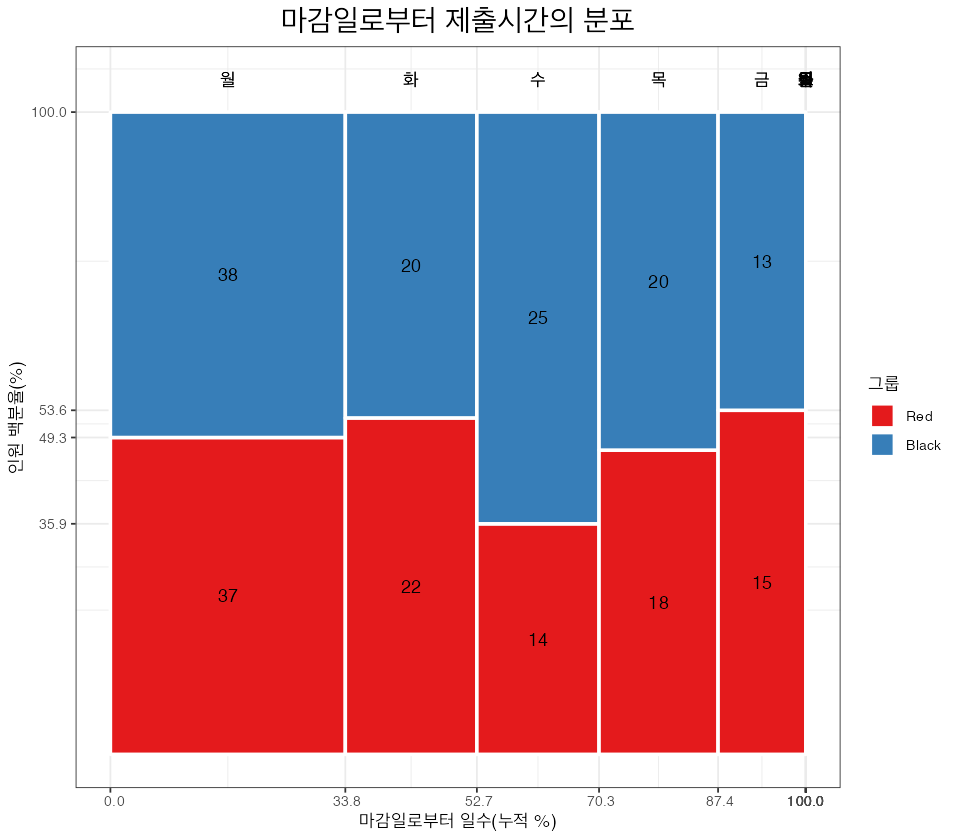 마감일로부터 제출시간의 분포
월 화 수 목 금
100.0
53.6
49.3
35.9
인원 백분율(%)
38 20 25 20 13
37 22 14 18 15
그룹
Red
Black
0.0 33.8 52.7 70.3 87.4 100.0
마감일로부터 일수(누적 %)